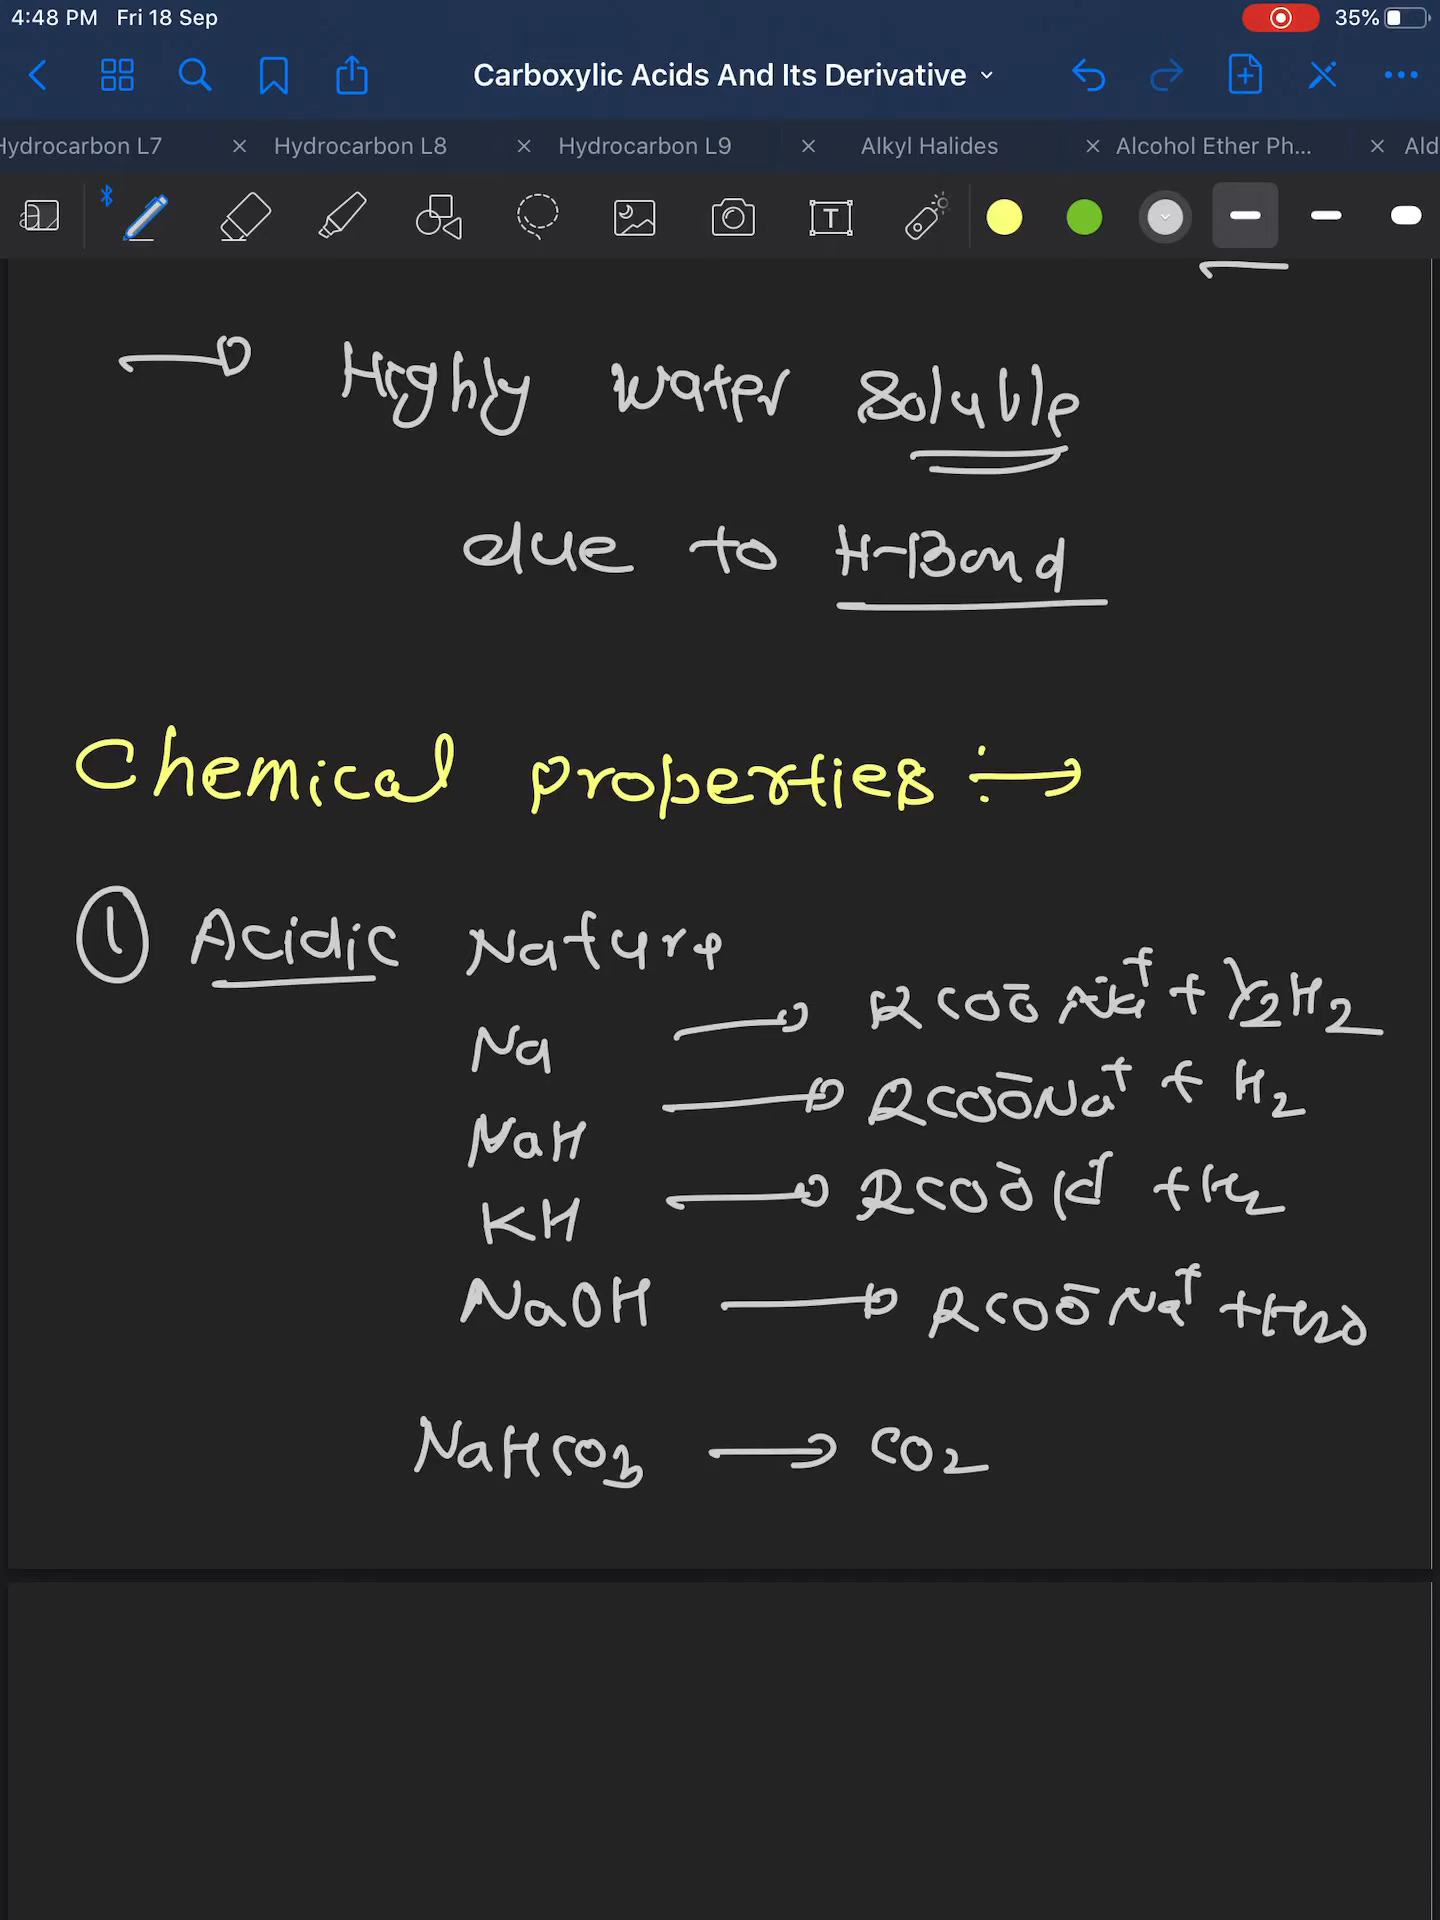 4:48 PM Fri 18 Sep 35%
Carboxylic Acids And Its Derivative
Hydrocarbon L7 × Hydrocarbon L8 × Hydrocarbon L9 × Alkyl Halides × Alcohol Ether Ph... × Ald
a T
Highly water soluble
due to H-Bond
Chemical properties :→
① Acidic Nature
Na → RCOO⁻Na⁺ + 1/2H₂
NaH → RCOO⁻Na⁺ + H₂
KH → RCOO⁻K⁺ + H₂
NaOH → RCOO⁻Na⁺ + H₂O
NaHCO₃ → CO₂